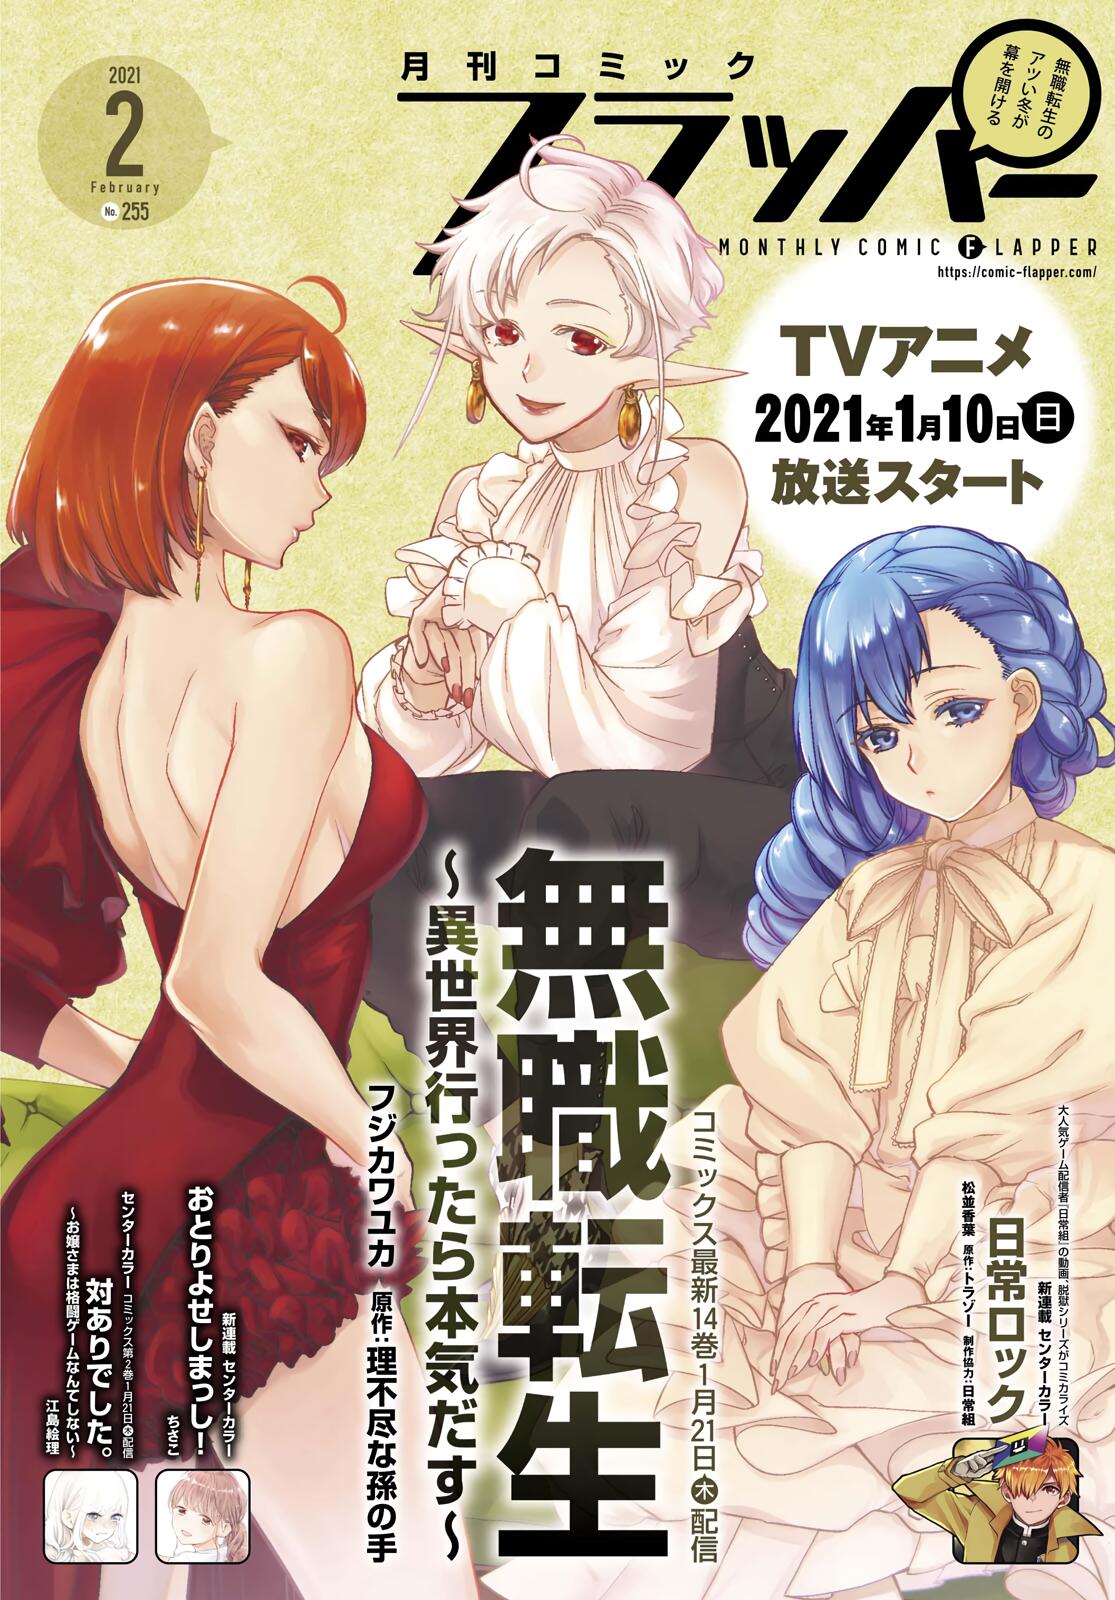 2021
2
February
No. 255
月刊コミック
フラッパー
MONTHLY COMIC FLAPPER
https://comic-flapper.com/
無職転生の
アツい冬が
幕を開ける
TVアニメ
2021年1月10日日
放送スタート
コミックス最新14巻1月21日木配信
無職転生
～異世界行ったら本気だす～
フジカワユカ 原作：理不尽な孫の手
大人気ゲーム配信者『日常組』の動画、脱獄シリーズがコミカライズ
新連載 センターカラー
日常ロック
松並香葉 原作：トラゾー 制作協力：日常組
新連載 センターカラー
おとりよせしまっし！
ちさこ
センターカラー コミックス第2巻1月21日木配信
対ありでした。
～お嬢さまは格闘ゲームなんてしない～
江島絵理